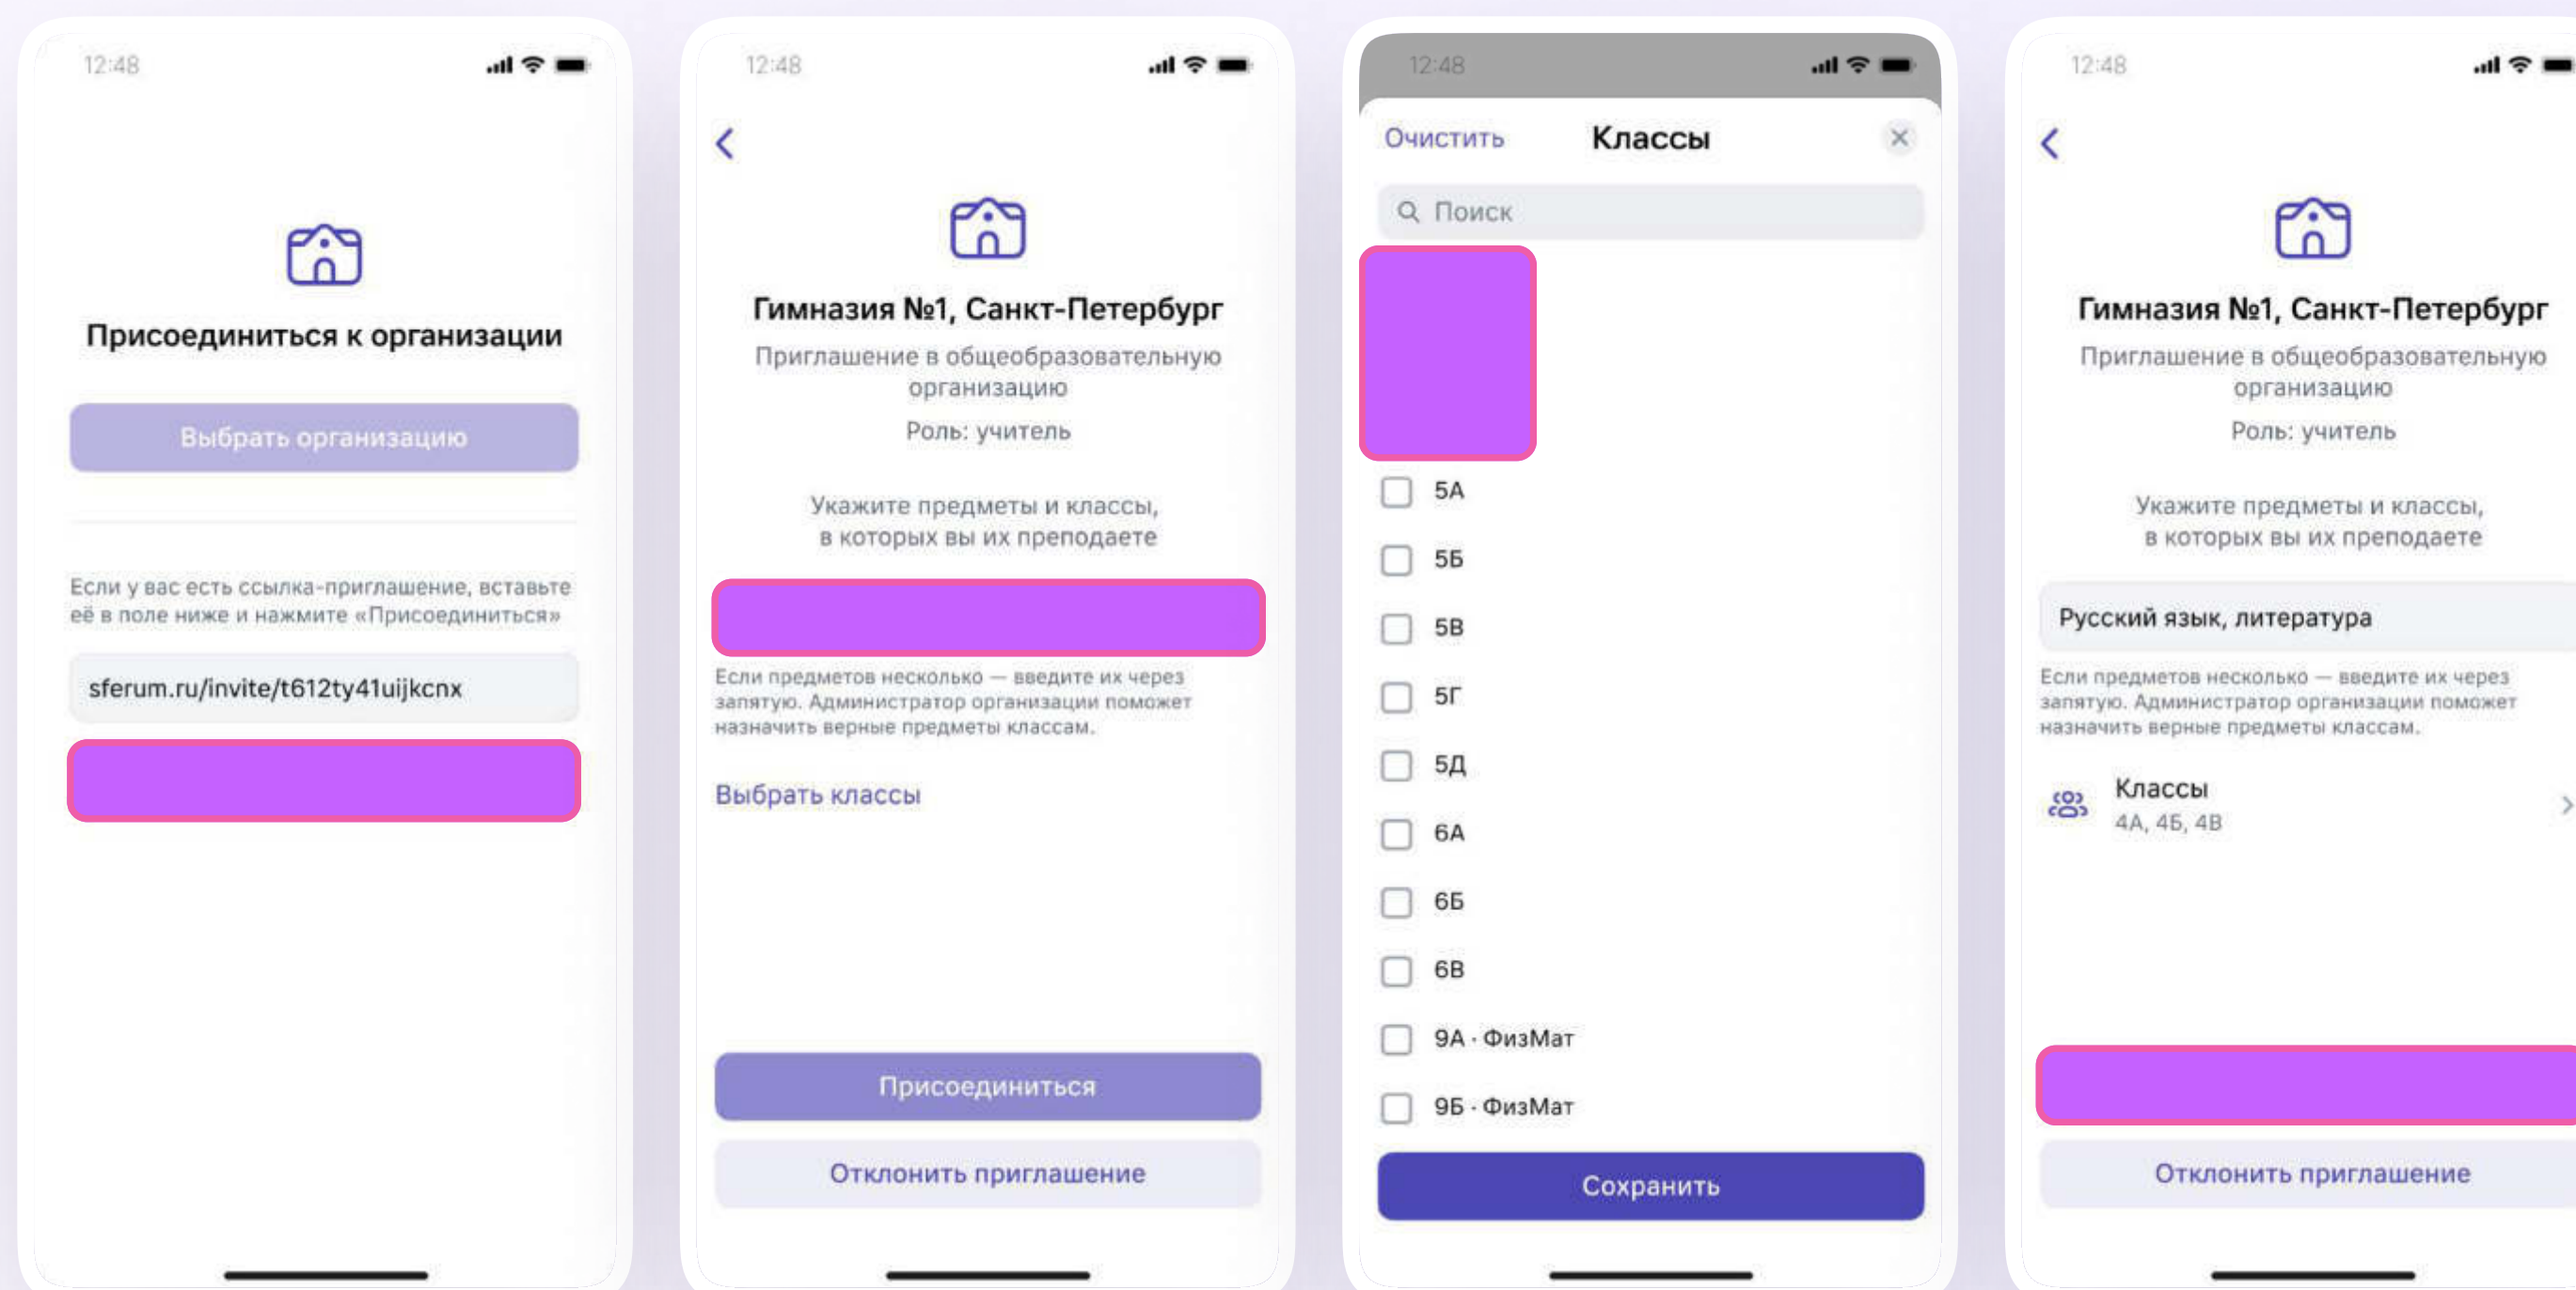 12:48
Присоединиться к организации
Выбрать организацию
Если у вас есть ссылка-приглашение, вставьте
её в поле ниже и нажмите «Присоединиться»
sferum.ru/invite/t612ty41uijkcnx
12:48
Гимназия №1, Санкт-Петербург
Приглашение в общеобразовательную
организацию
Роль: учитель
Укажите предметы и классы,
в которых вы их преподаете
Если предметов несколько — введите их через
запятую. Администратор организации поможет
назначить верные предметы классам.
Выбрать классы
Присоединиться
Отклонить приглашение
12:48
Очистить
Классы
Поиск
5А
5Б
5В
5Г
5Д
6А
6Б
6В
9А · ФизМат
9Б · ФизМат
Сохранить
12:48
Гимназия №1, Санкт-Петербург
Приглашение в общеобразовательную
организацию
Роль: учитель
Укажите предметы и классы,
в которых вы их преподаете
Русский язык, литература
Если предметов несколько — введите их через
запятую. Администратор организации поможет
назначить верные предметы классам.
Классы
4А, 4Б, 4В
Отклонить приглашение